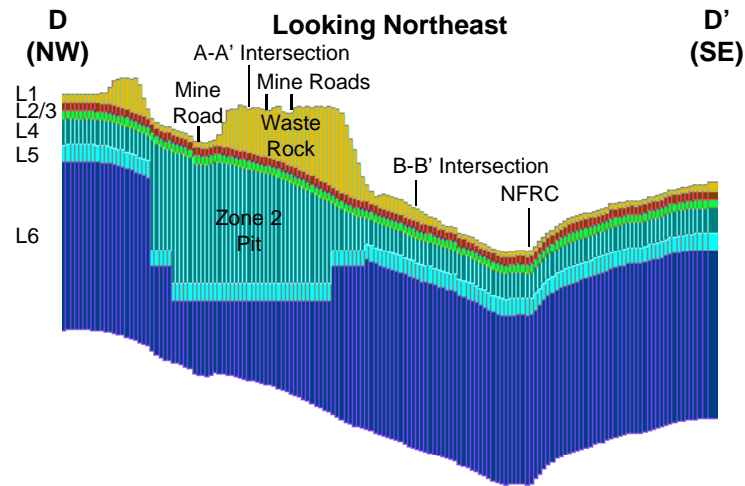 Looking Northeast
D
(NW)
D’
(SE)
A-A’ Intersection
Mine
Road
Mine Roads
Waste
Rock
B-B’ Intersection
NFRC
Zone 2
Pit
L1
L2/3
L4
L5
L6